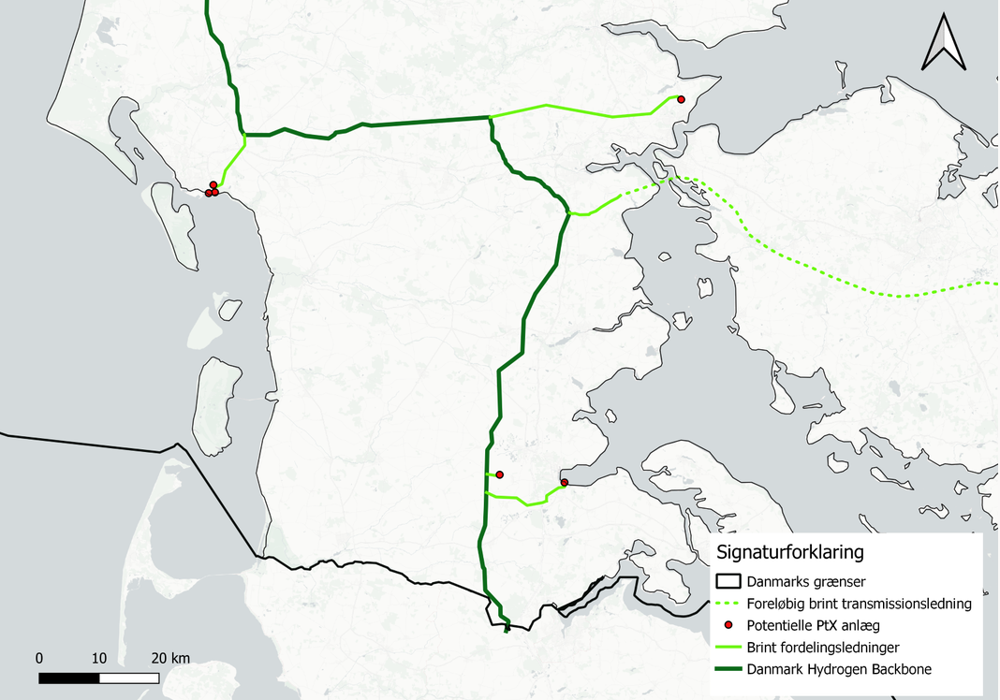 0 10 20 km
Signaturforklaring
Danmarks grænser
Foreløbig brint transmissionsledning
Potentielle PtX anlæg
Brint fordelingsledninger
Danmark Hydrogen Backbone